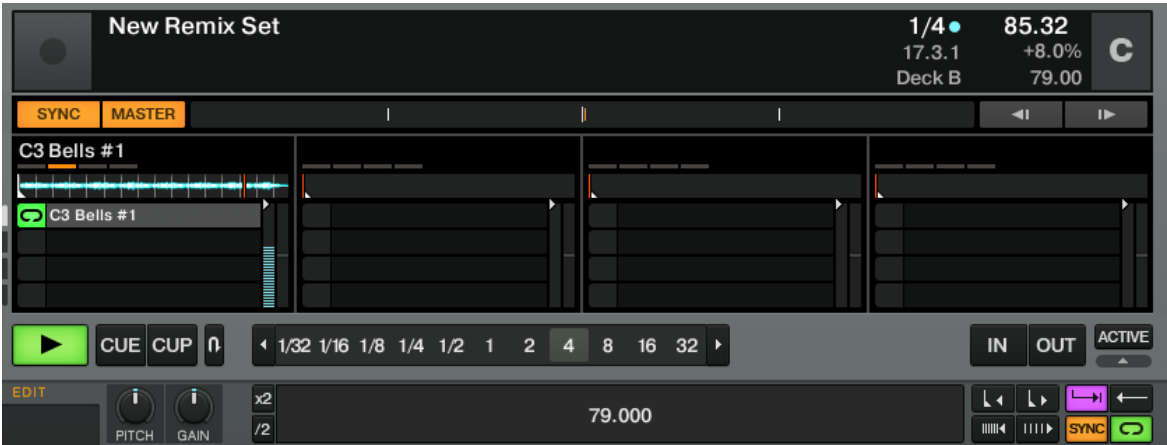 New Remix Set 1/4 85.32
17.3.1 +8.0% C
Deck B 79.00
SYNC MASTER
C3 Bells #1
C3 Bells #1
CUE CUP 1/32 1/16 1/8 1/4 1/2 1 2 4 8 16 32 IN OUT ACTIVE
EDIT
x2
79.000
PITCH GAIN /2 SYNC